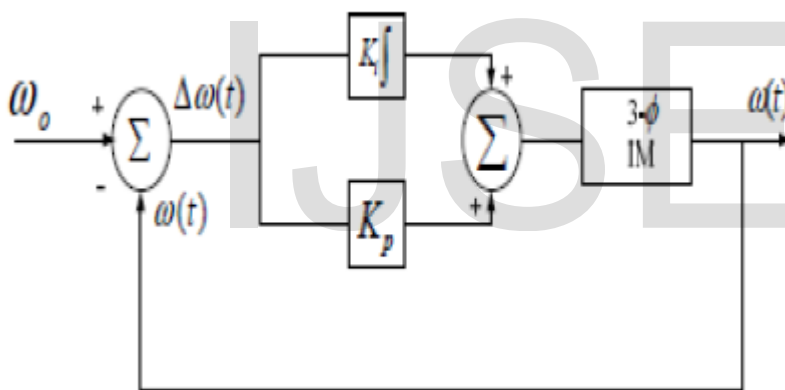 IJSE
K_i∫
+
ω_o
+
Δω(t)
Σ
Σ
3-ϕ
IM
ω(t)
-
ω(t)
K_p
+